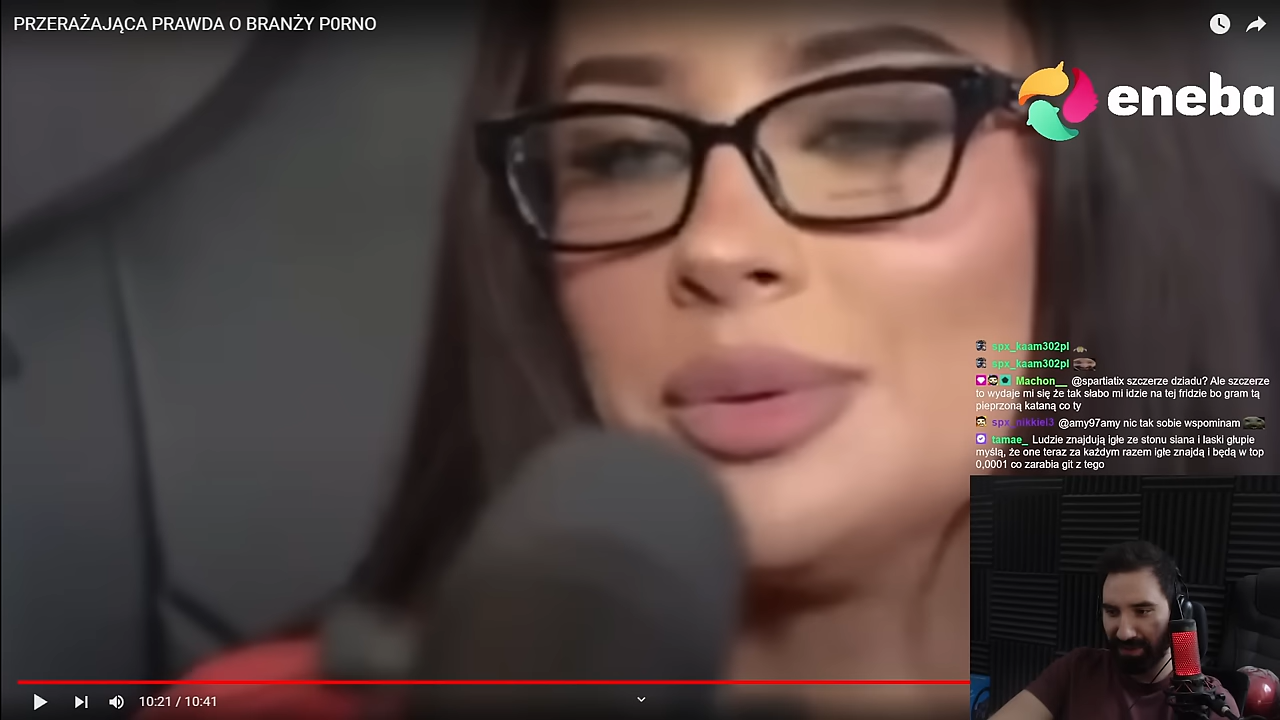 PRZERAŻAJĄCA PRAWDA O BRANŻY P0RNO
eneba
spx_kaam302pl
spx_kaam302pl
Machon__ @spartiatix szczerze dziadu? Ale szczerze
to wydaje mi się że tak słabo mi idzie na tej fridzie bo gram tą
pieprzoną kataną co ty
spx_nikkiel3 @amy97amy nic tak sobie wspominam
tamae_ Ludzie znajdują igłe ze stonu siana i laski głupie
myślą, że one teraz za każdym razem igłe znajdą i będą w top
0,0001 co zarabia git z tego
10:21 / 10:41